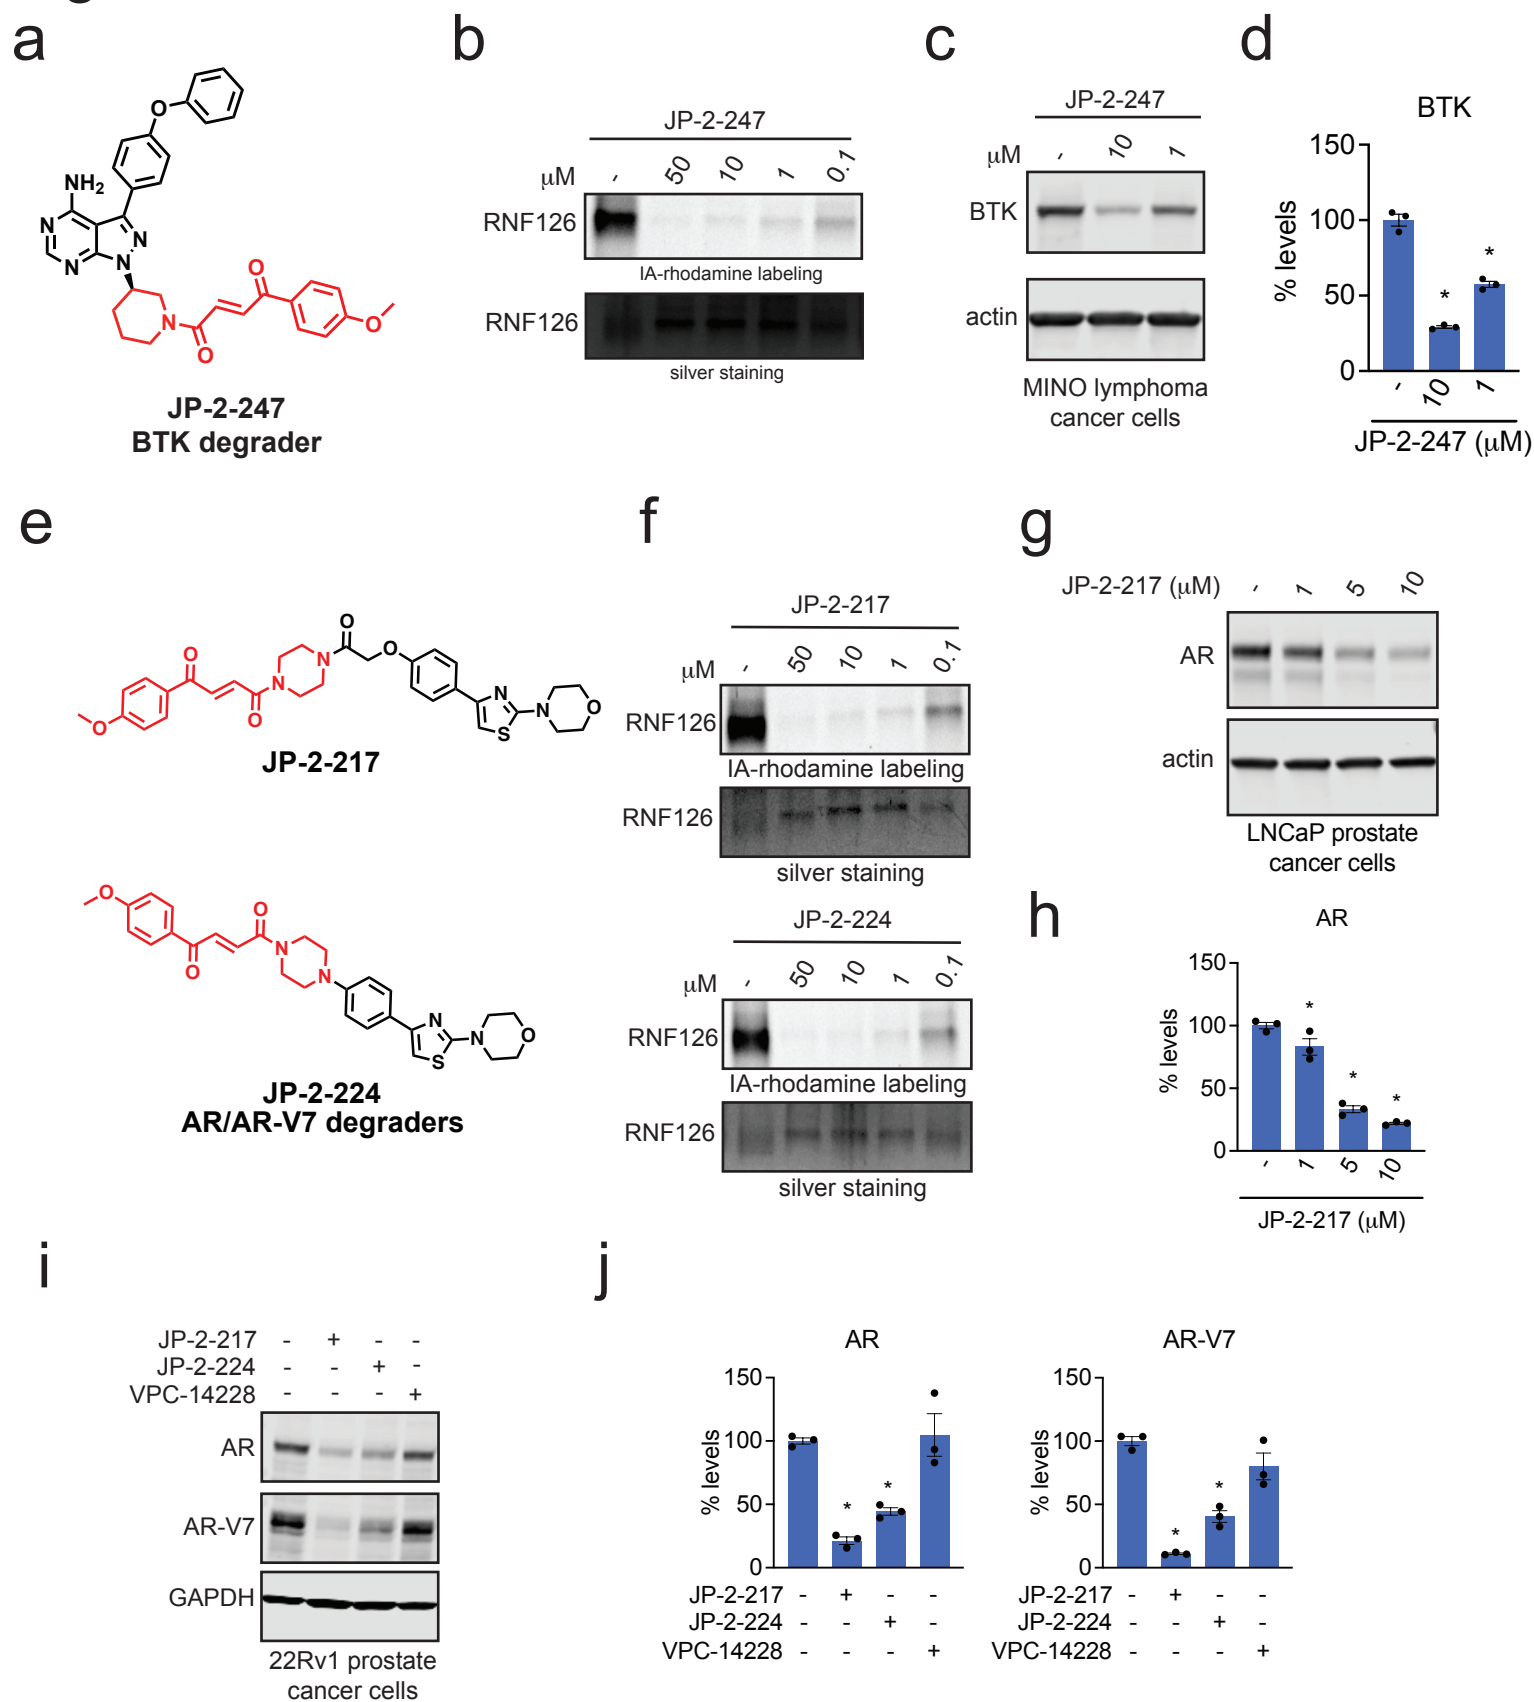 a
NH₂
N
N
N
N
N
O
O
O
N
O
JP-2-247
BTK degrader
b
JP-2-247
μM - 50 10 1 0.1
RNF126
IA-rhodamine labeling
RNF126
silver staining
c
JP-2-247
μM - 10 1
BTK
actin
MINO lymphoma
cancer cells
d
BTK
% levels
150
100
50
0
* *
- 10 1
JP-2-247 (μM)
e
O
O
O
N
N
O
O
N
S
N
O
JP-2-217
O
O
O
N
N
N
S
N
O
JP-2-224
AR/AR-V7 degraders
f
JP-2-217
μM - 50 10 1 0.1
RNF126
IA-rhodamine labeling
RNF126
silver staining
JP-2-224
μM - 50 10 1 0.1
RNF126
IA-rhodamine labeling
RNF126
silver staining
g
JP-2-217 (μM) - 1 5 10
AR
actin
LNCaP prostate
cancer cells
h
AR
% levels
150
100
50
0
* * *
- 1 5 10
JP-2-217 (μM)
i
JP-2-217 - + - -
JP-2-224 - - + -
VPC-14228 - - - +
AR
AR-V7
GAPDH
22Rv1 prostate
cancer cells
j
AR
% levels
150
100
50
0
* *
JP-2-217 - + - -
JP-2-224 - - + -
VPC-14228 - - - +
AR-V7
% levels
150
100
50
0
* *
JP-2-217 - + - -
JP-2-224 - - + -
VPC-14228 - - - +